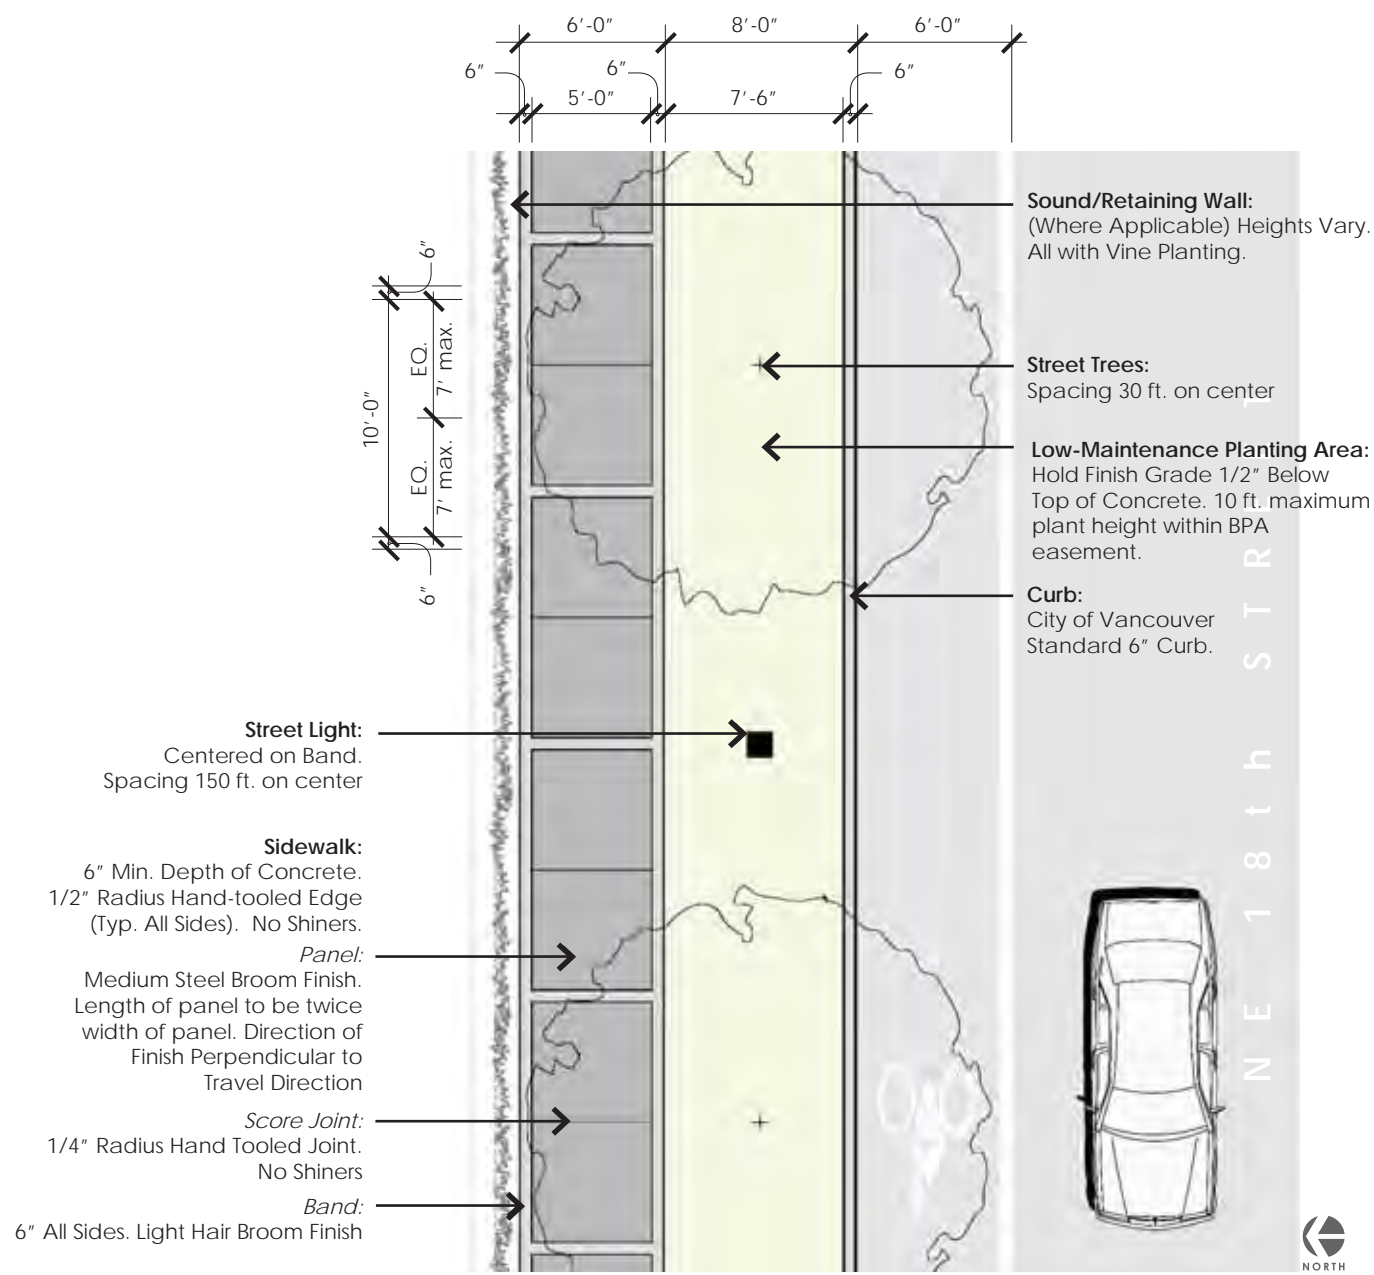 6'-0"
8'-0"
6'-0"
6"
6"
6"
5'-0"
7'-6"
Sound/Retaining Wall:
(Where Applicable) Heights Vary.
All with Vine Planting.
6"
EQ.
7' max.
10'-0"
EQ.
7' max.
6"
Street Trees:
Spacing 30 ft. on center
Low-Maintenance Planting Area:
Hold Finish Grade 1/2" Below
Top of Concrete. 10 ft. maximum
plant height within BPA
easement.
Curb:
City of Vancouver
Standard 6" Curb.
Street Light:
Centered on Band.
Spacing 150 ft. on center
Sidewalk:
6" Min. Depth of Concrete.
1/2" Radius Hand-tooled Edge
(Typ. All Sides). No Shiners.
Panel:
Medium Steel Broom Finish.
Length of panel to be twice
width of panel. Direction of
Finish Perpendicular to
Travel Direction
Score Joint:
1/4" Radius Hand Tooled Joint.
No Shiners
Band:
6" All Sides. Light Hair Broom Finish
NE 18th STREET
NORTH